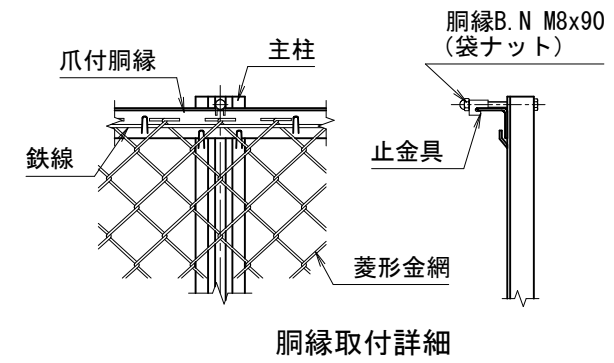 胴縁B.N M8x90
(袋ナット)
爪付胴縁
主柱
鉄線
止金具
菱形金網
胴縁取付詳細